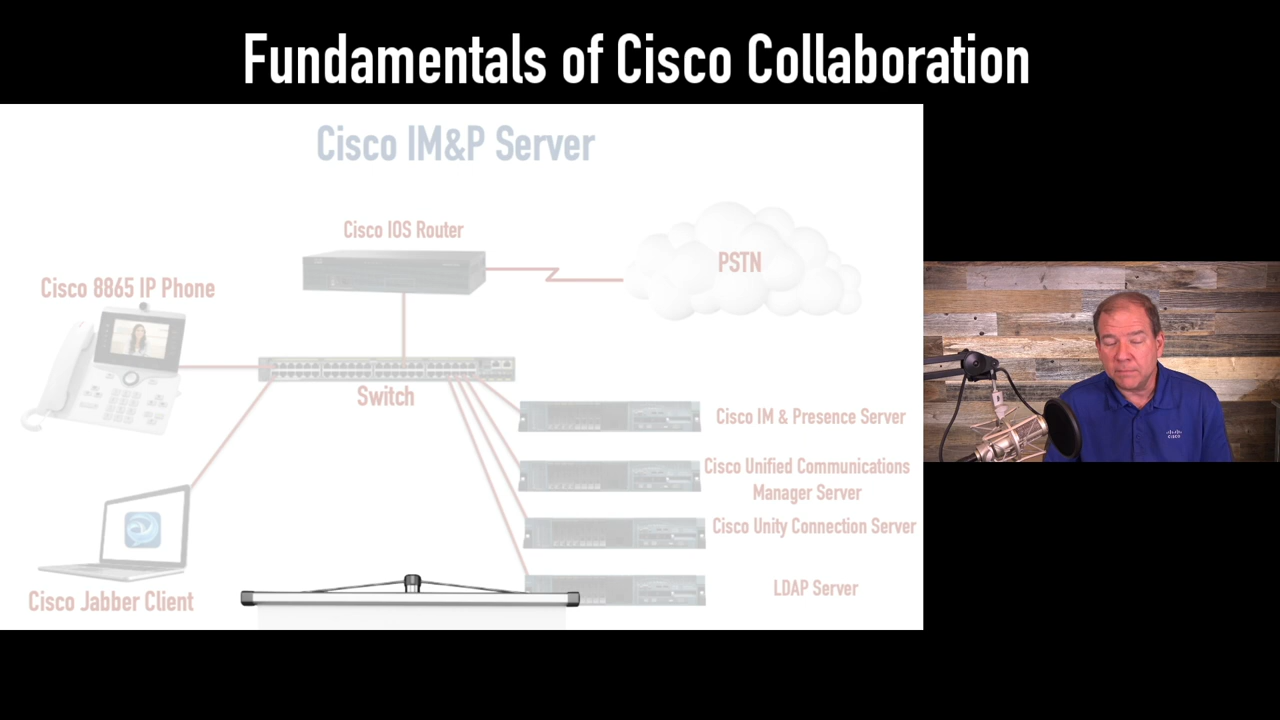 Fundamentals of Cisco Collaboration
Cisco IM&P Server
Cisco IOS Router
PSTN
Cisco 8865 IP Phone
Switch
Cisco IM & Presence Server
Cisco Unified Communications
Manager Server
Cisco Unity Connection Server
LDAP Server
Cisco Jabber Client
CISCO